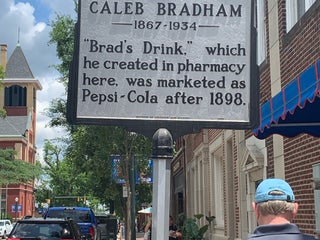 CALEB BRADHAM
1867-1934
"Brad's Drink," which
he created in pharmacy
here, was marketed as
Pepsi-Cola after 1898.